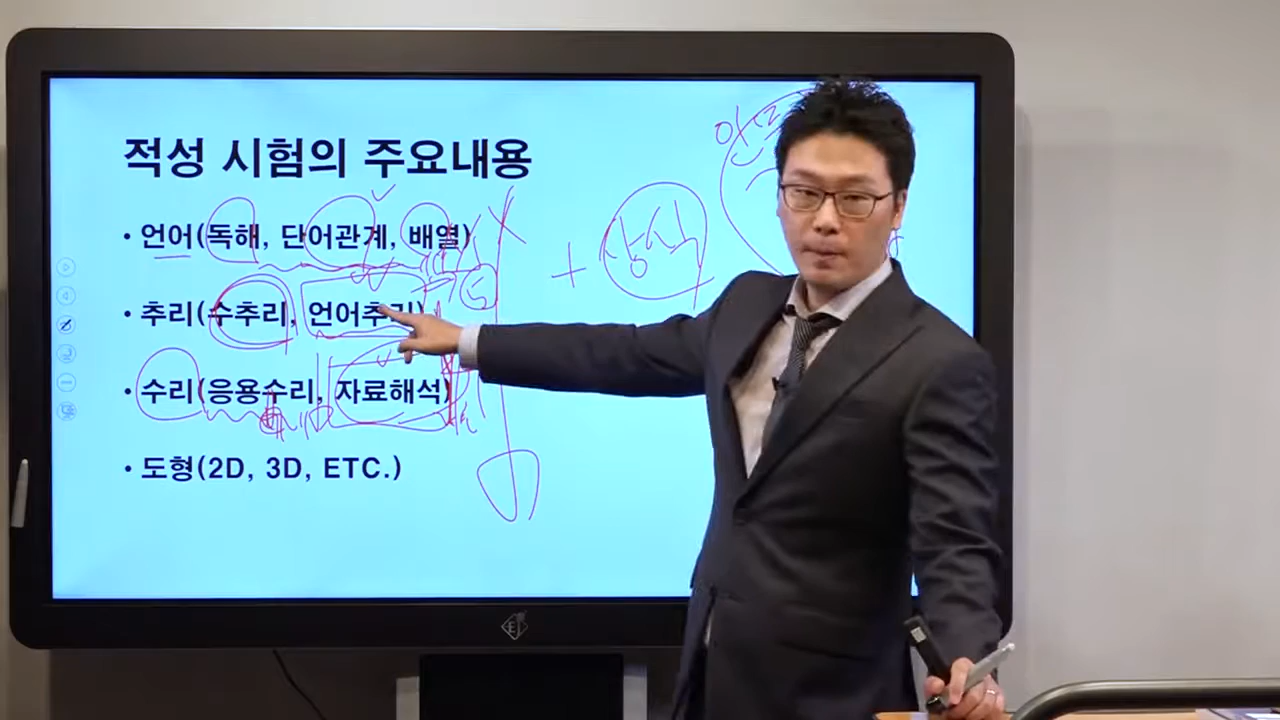 적성 시험의 주요내용
• 언어(독해, 단어관계, 배열)
+ 상식
• 추리(수추리, 언어추리)
• 수리(응용수리, 자료해석)
• 도형(2D, 3D, ETC.)